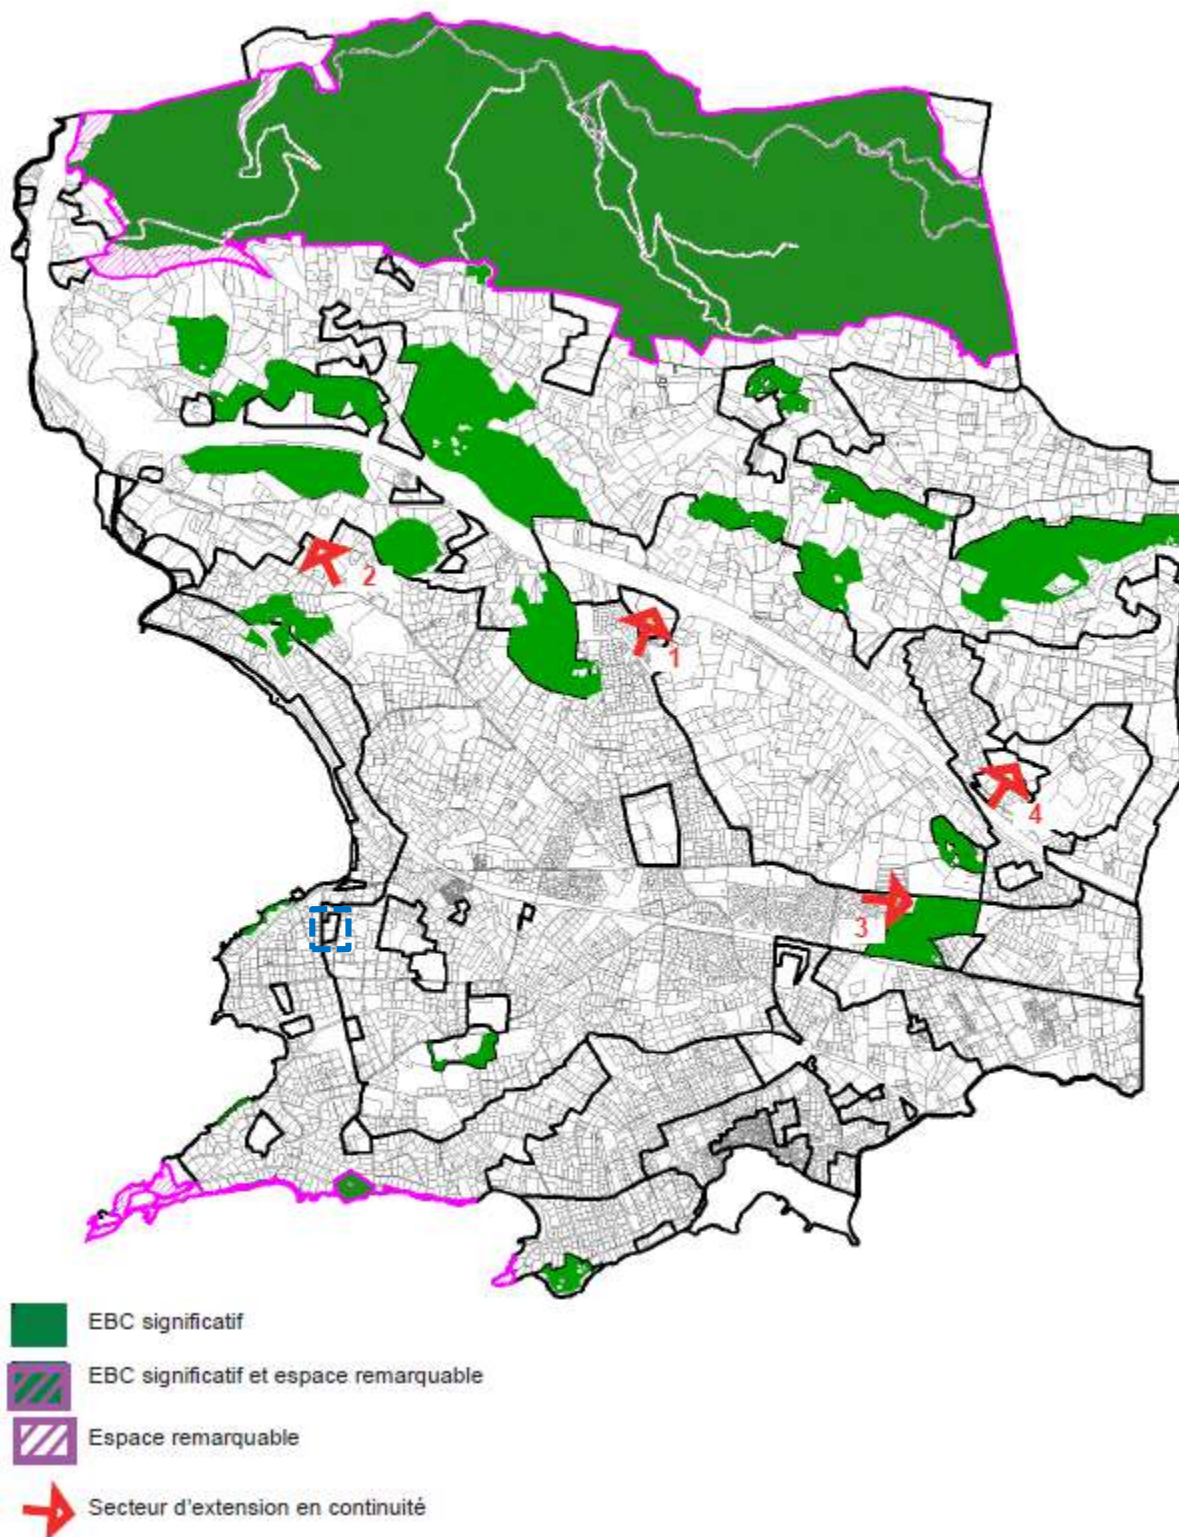 2
1
4
3
EBC significatif
EBC significatif et espace remarquable
Espace remarquable
Secteur d'extension en continuité